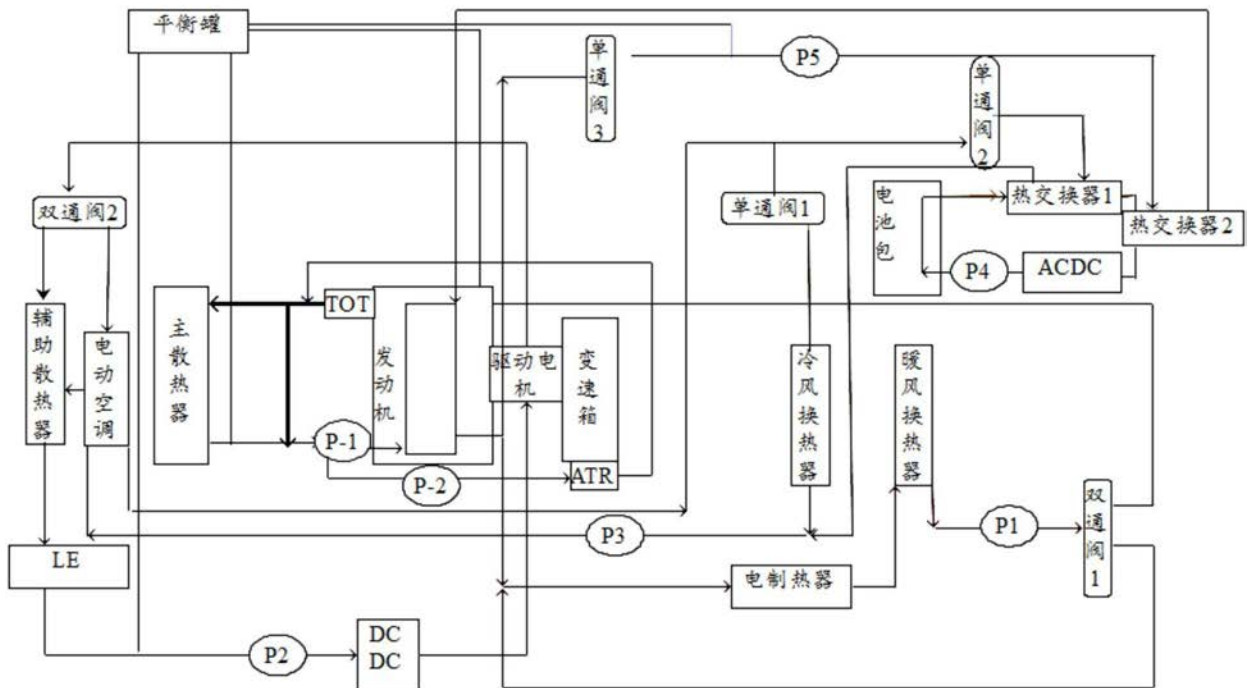 平衡罐
单通阀3
P5
单通阀2
双通阀2
单通阀1
电池包
热交换器1
热交换器2
P4
ACDC
辅助散热器
电动空调
主散热器
TOT
发动机
驱动电机
变速箱
冷风换热器
暖风换热器
P-1
P-2
ATR
双通阀1
P3
P1
LE
电制热器
P2
DC
DC